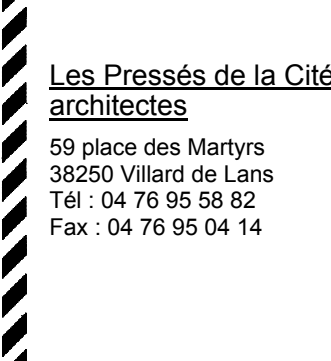 Les Pressés de la Cité
architectes
59 place des Martyrs
38250 Villard de Lans
Tél : 04 76 95 58 82
Fax : 04 76 95 04 14